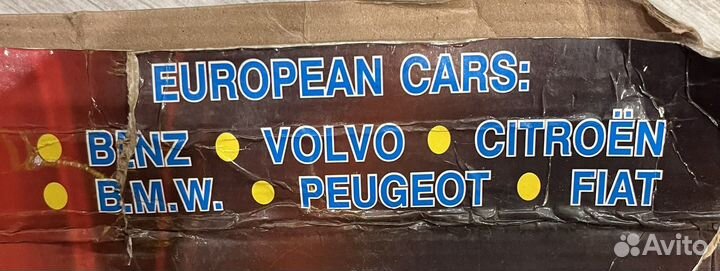 EUROPEAN CARS:
• BENZ • VOLVO • CITROËN
• B.M.W. • PEUGEOT • FIAT
Avito